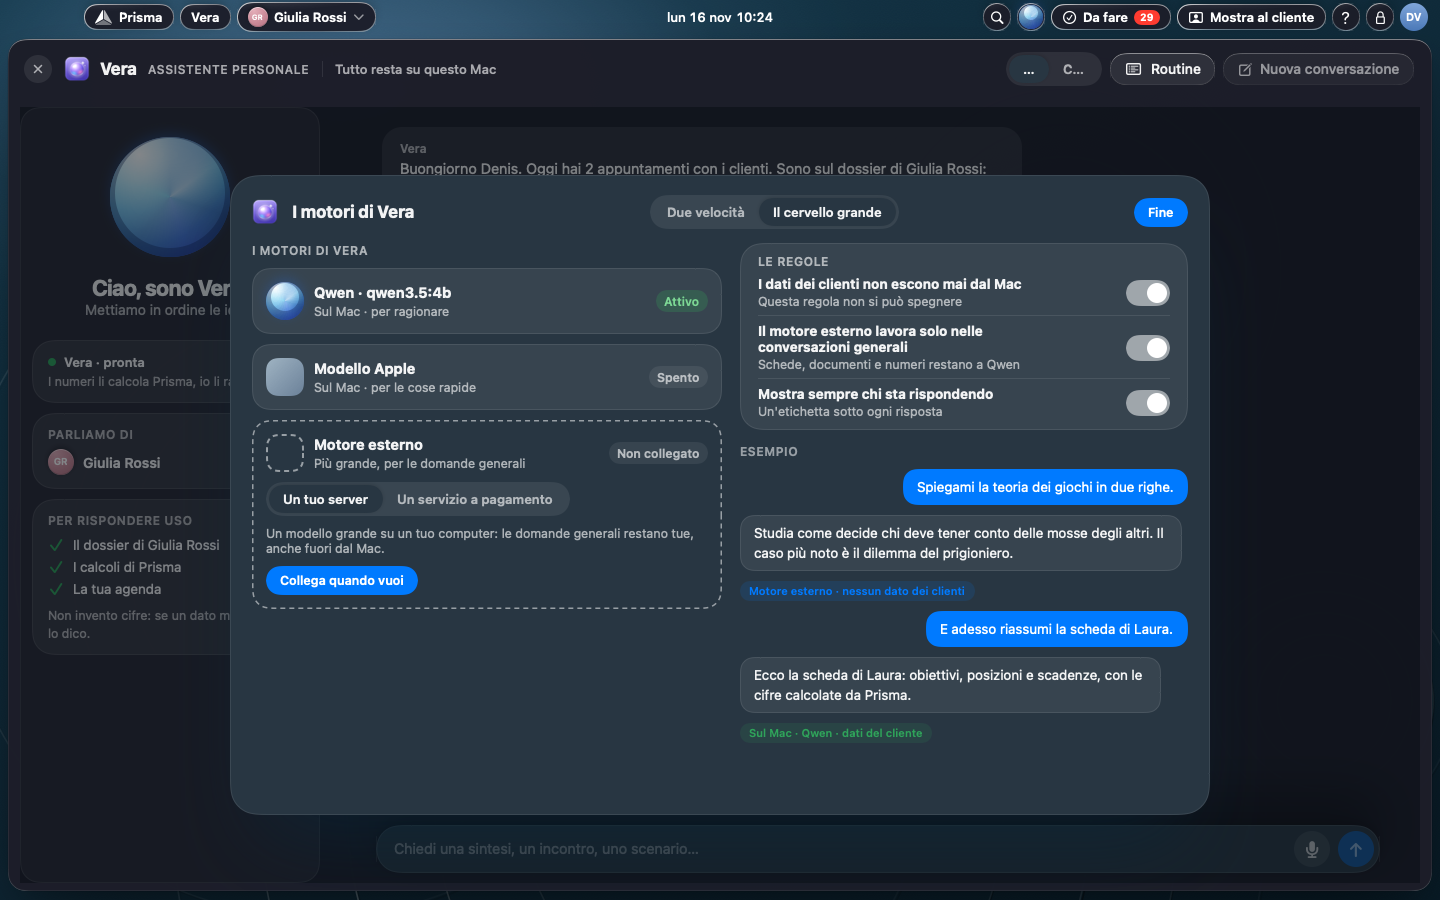 Prisma
Vera
GR
Giulia Rossi
lun 16 nov 10:24
Da fare 29
Mostra al cliente
?
DV
Vera ASSISTENTE PERSONALE
Tutto resta su questo Mac
...
C...
Routine
Nuova conversazione
Vera
Buongiorno Denis. Oggi hai 2 appuntamenti con i clienti. Sono sul dossier di Giulia Rossi:
Ciao, sono Ver
Mettiamo in ordine le
Vera · pronta
I numeri li calcola Prisma, io li
PARLIAMO DI
GR
Giulia Rossi
PER RISPONDERE USO
Il dossier di Giulia Rossi
I calcoli di Prisma
La tua agenda
Non invento cifre: se un dato m
lo dico.
I motori di Vera
Due velocità
Il cervello grande
Fine
I MOTORI DI VERA
Qwen · qwen3.5:4b
Sul Mac · per ragionare
Attivo
Modello Apple
Sul Mac · per le cose rapide
Spento
Motore esterno
Più grande, per le domande generali
Non collegato
Un tuo server
Un servizio a pagamento
Un modello grande su un tuo computer: le domande generali restano tue,
anche fuori dal Mac.
Collega quando vuoi
LE REGOLE
I dati dei clienti non escono mai dal Mac
Questa regola non si può spegnere
Il motore esterno lavora solo nelle
conversazioni generali
Schede, documenti e numeri restano a Qwen
Mostra sempre chi sta rispondendo
Un'etichetta sotto ogni risposta
ESEMPIO
Spiegami la teoria dei giochi in due righe.
Studia come decide chi deve tener conto delle mosse degli altri. Il
caso più noto è il dilemma del prigioniero.
Motore esterno · nessun dato dei clienti
E adesso riassumi la scheda di Laura.
Ecco la scheda di Laura: obiettivi, posizioni e scadenze, con le
cifre calcolate da Prisma.
Sul Mac · Qwen · dati del cliente
Chiedi una sintesi, un incontro, uno scenario...